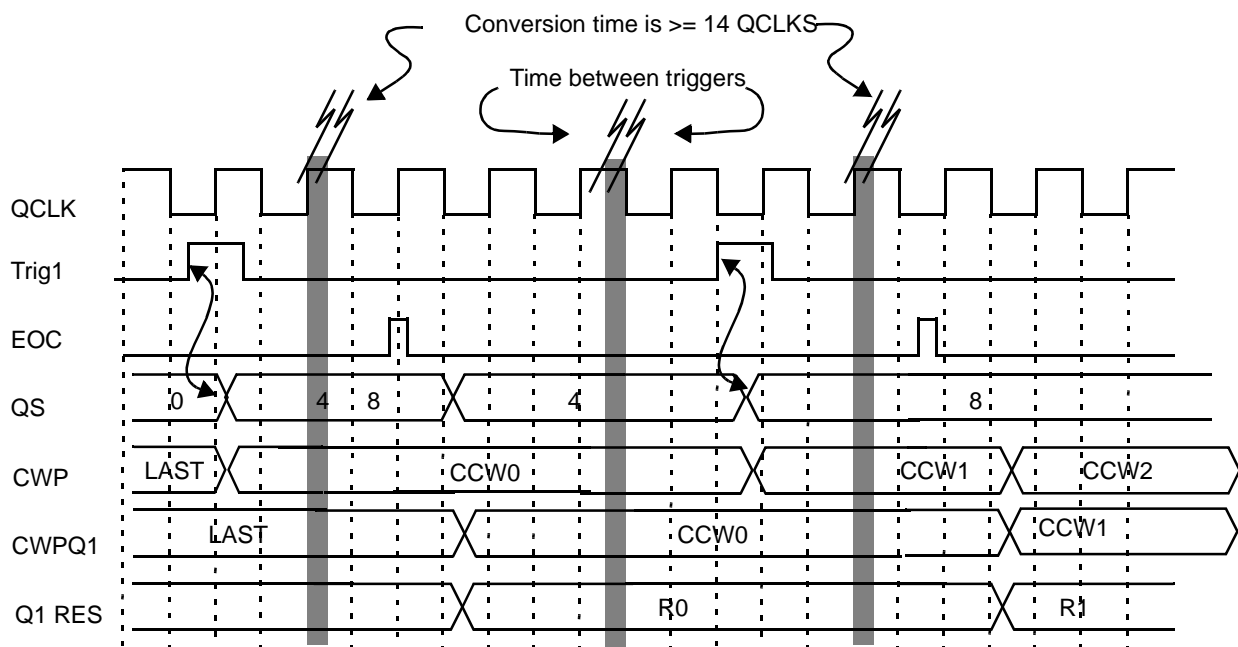 Conversion time is >= 14 QCLKS
Time between triggers
QCLK
Trig1
EOC
QS 0 4 8 4 8
CWP LAST CCW0 CCW1 CCW2
CWPQ1 LAST CCW0 CCW1
Q1 RES R0 R1